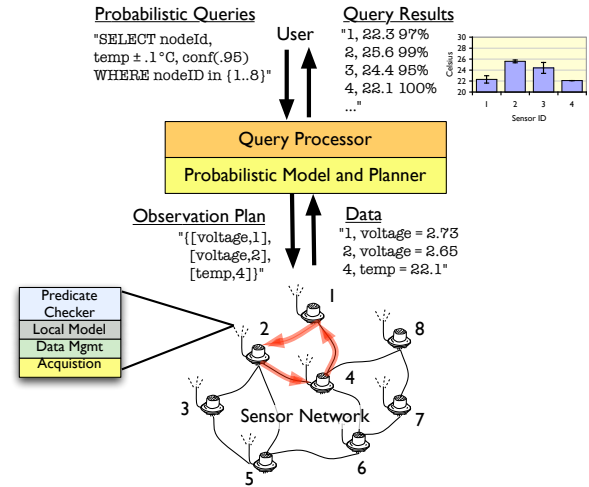 Probabilistic Queries
"SELECT nodeId,
temp ± .1°C, conf(.95)
WHERE nodeID in {1..8}"
User
Query Results
"1, 22.3 97%
2, 25.6 99%
3, 24.4 95%
4, 22.1 100%
..."
Celsius
30
28
26
24
22
20
1 2 3 4
Sensor ID
Query Processor
Probabilistic Model and Planner
Observation Plan
"{[voltage,1],
[voltage,2],
[temp,4]}"
Data
"1, voltage = 2.73
2, voltage = 2.65
4, temp = 22.1"
Predicate
Checker
Local Model
Data Mgmt
Acquistion
1
2
8
4
3
7
Sensor Network
6
5